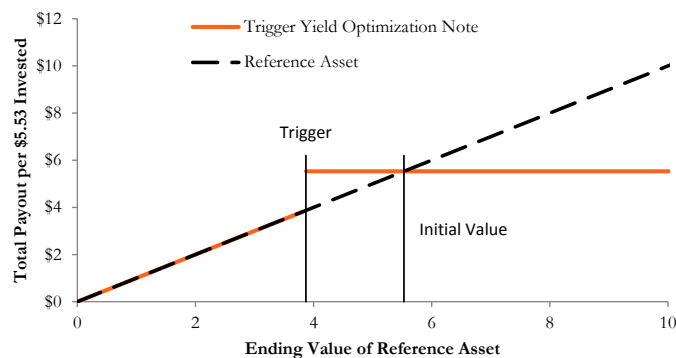 $12
$10
$8
$6
$4
$2
$0
Total Payout per $5.53 Invested
Trigger Yield Optimization Note
Reference Asset
Trigger
Initial Value
0
2
4
6
8
10
Ending Value of Reference Asset